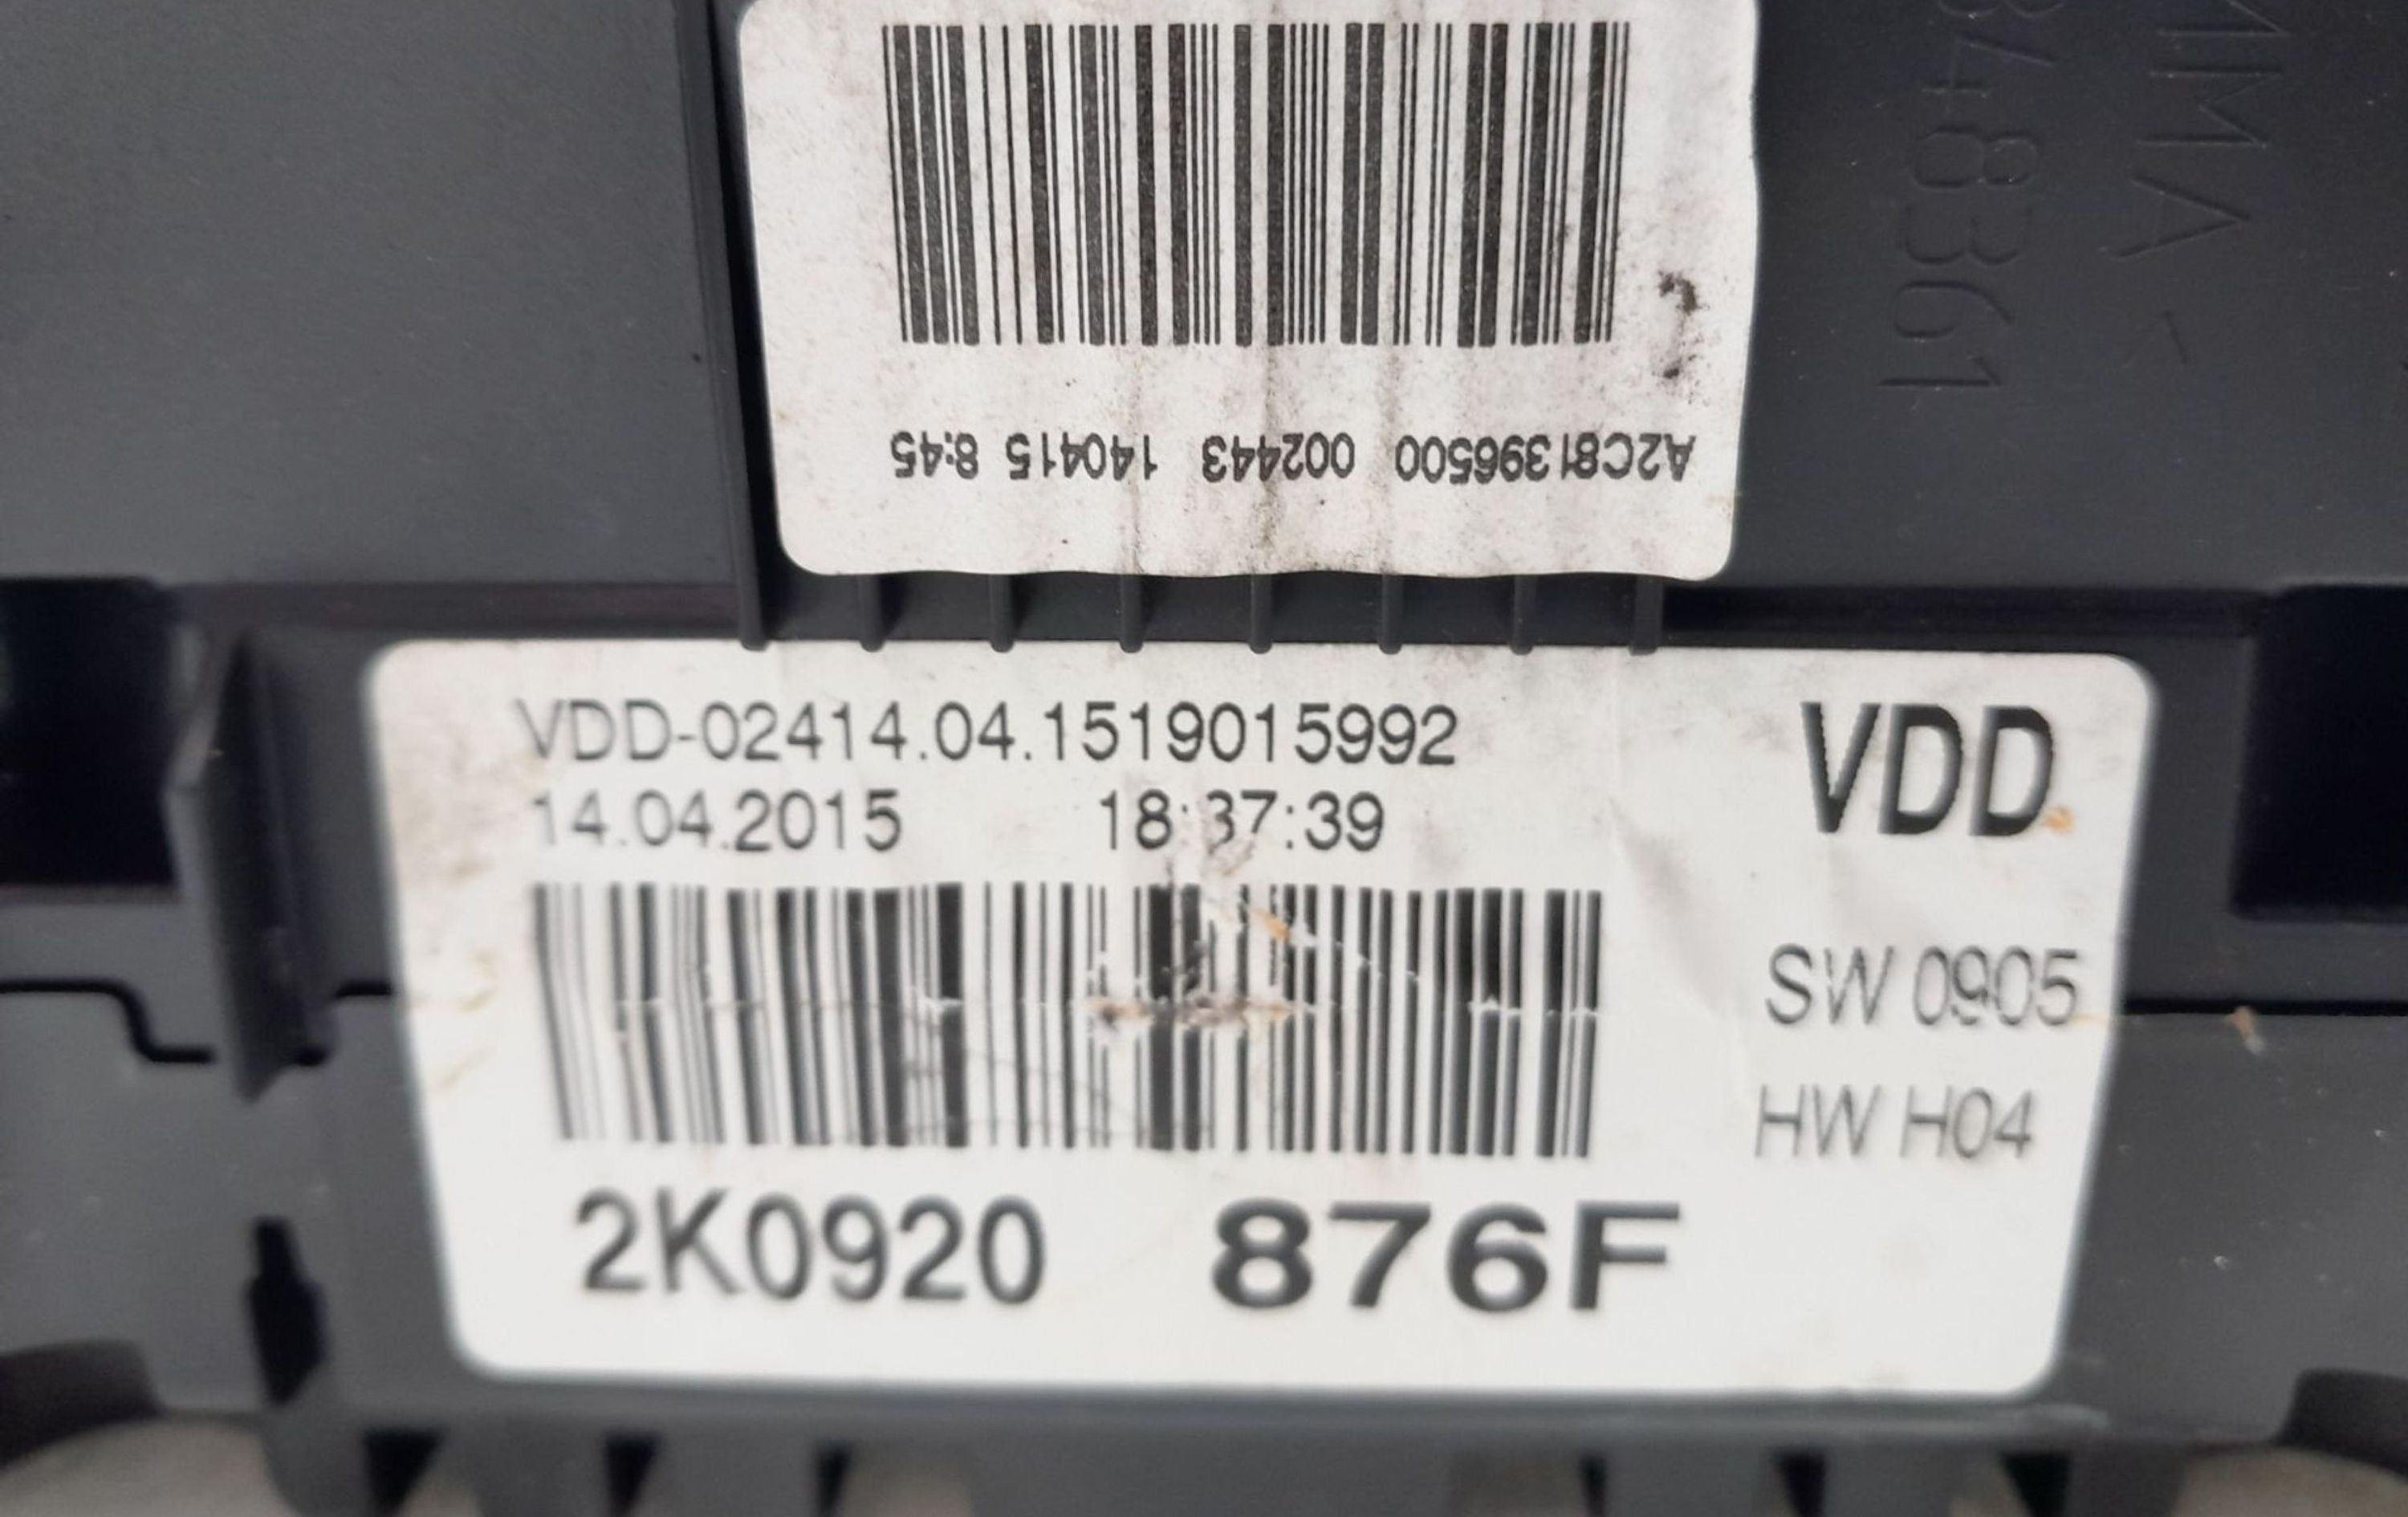 A2C81396500 002443 140415 8:45
VDD-02414.04.1519015992
14.04.2015 18:37:39
VDD
SW 0905
HW H04
2K0920 876F